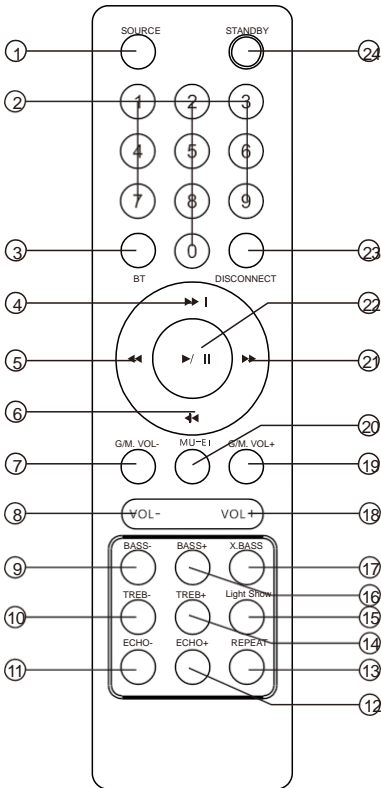 SOURCE STANDBY
1 24
2 1 2 3
4 5 6
7 8 9
3 0 23
BT DISCONNECT
4 ▶▶ I 22
5 ◀◀ ▶/ II ▶▶ 21
6 I◀◀ 20
G/M. VOL- G/M. VOL+
7 19
8 VOL- VOL+ 18
BASS- BASS+ X.BASS
9 17
16
TREB- TREB+ Light Show
10 15
14
ECHO- ECHO+ REPEAT
11 13
12